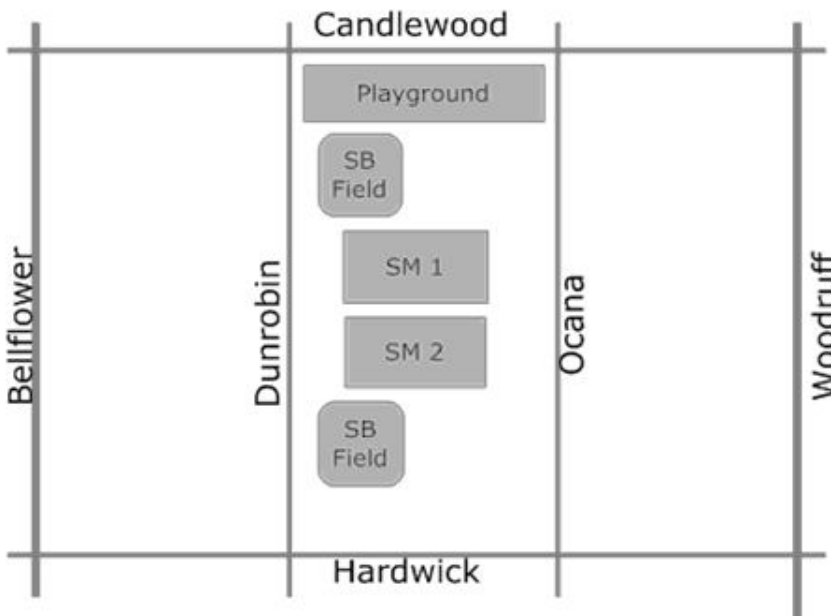 Candlewood
Playground
SB
Field
SM 1
SM 2
SB
Field
Bellflower
Dunrobin
Ocana
Woodruff
Hardwick